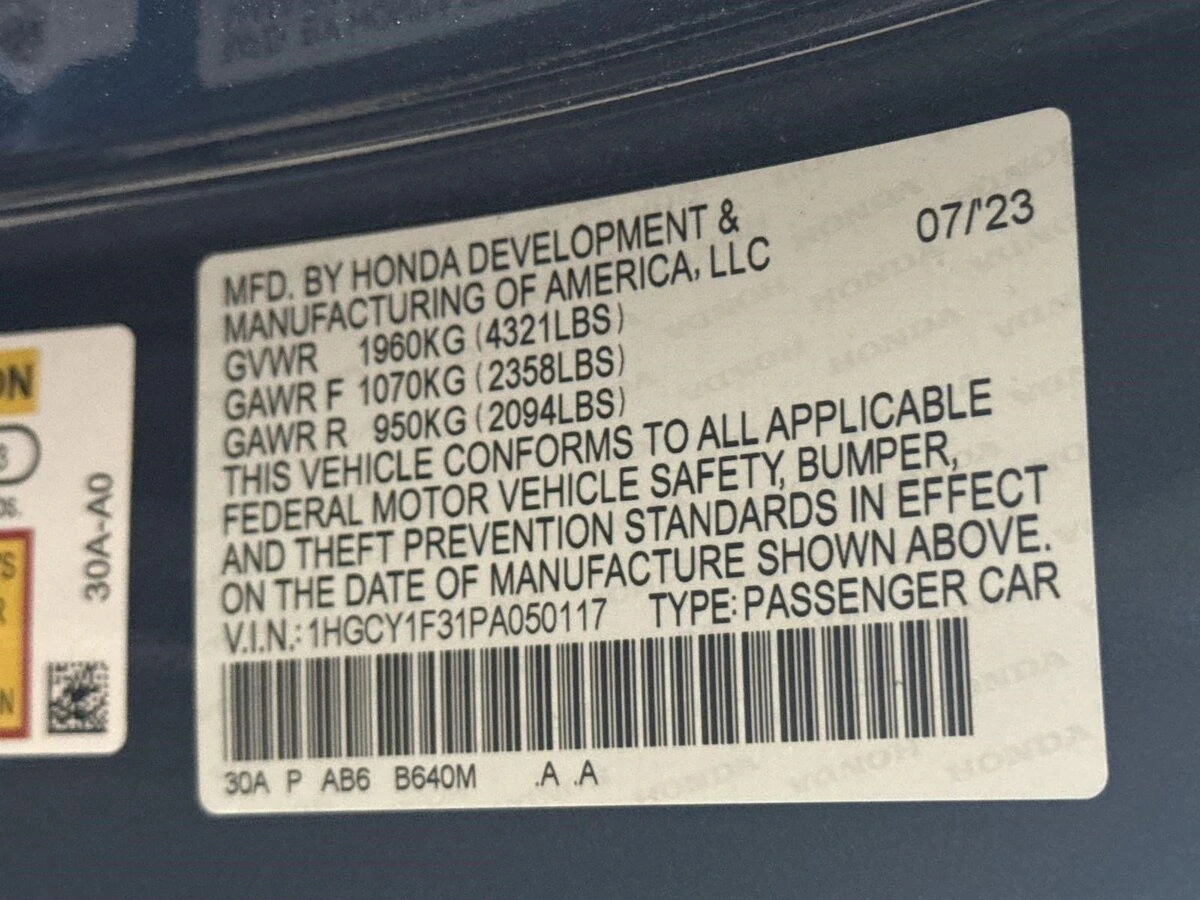 07/'23
MFD. BY HONDA DEVELOPMENT &
MANUFACTURING OF AMERICA, LLC
GVWR 1960KG (4321LBS)
GAWR F 1070KG (2358LBS)
GAWR R 950KG (2094LBS)
THIS VEHICLE CONFORMS TO ALL APPLICABLE
FEDERAL MOTOR VEHICLE SAFETY, BUMPER,
AND THEFT PREVENTION STANDARDS IN EFFECT
ON THE DATE OF MANUFACTURE SHOWN ABOVE.
V.I.N.: 1HGCY1F31PA050117 TYPE: PASSENGER CAR
30A P AB6 B640M .A .A
30A-A0